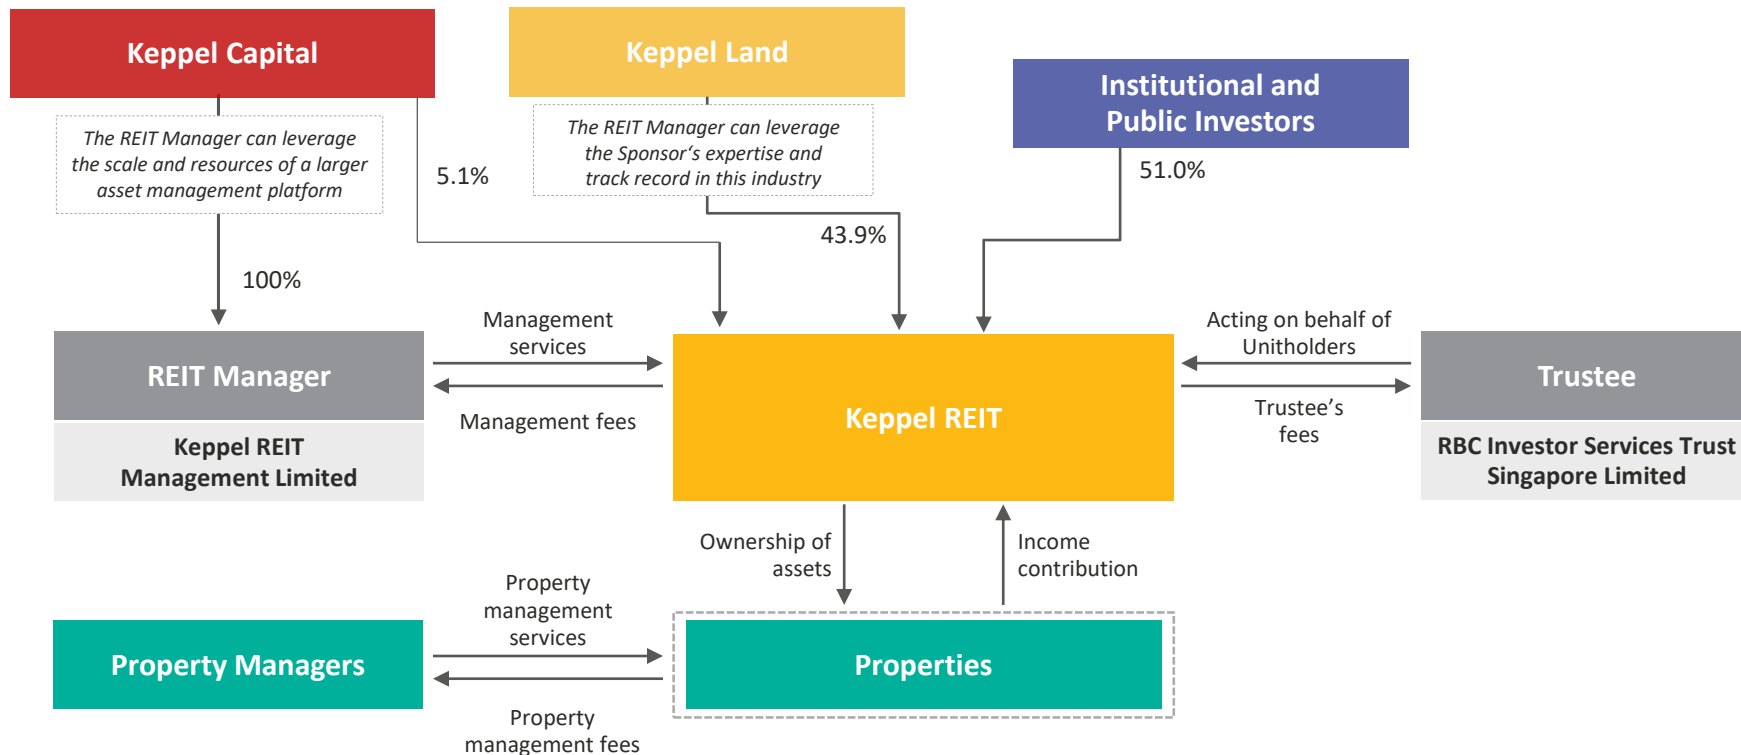 Keppel Capital
Keppel Land
Institutional and
Public Investors
The REIT Manager can leverage
the scale and resources of a larger
asset management platform
The REIT Manager can leverage
the Sponsor‘s expertise and
track record in this industry
5.1%
51.0%
43.9%
100%
Management
services
Acting on behalf of
Unitholders
REIT Manager
Keppel REIT
Management Limited
Management fees
Keppel REIT
Trustee’s
fees
Trustee
RBC Investor Services Trust
Singapore Limited
Ownership of
assets
Income
contribution
Property
management
services
Property Managers
Properties
Property
management fees